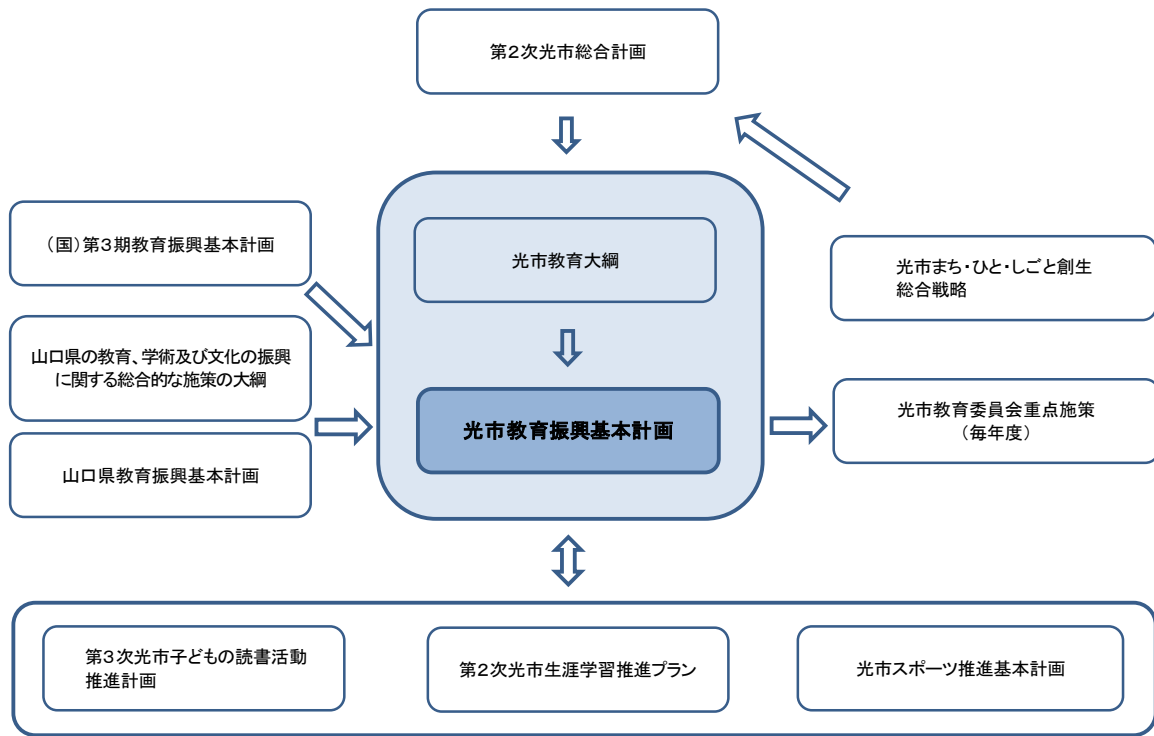 第2次光市総合計画
(国)第3期教育振興基本計画
光市教育大綱
光市まち・ひと・しごと創生
総合戦略
山口県の教育、学術及び文化の振興
に関する総合的な施策の大綱
光市教育振興基本計画
光市教育委員会重点施策
(毎年度)
山口県教育振興基本計画
第3次光市子どもの読書活動
推進計画
第2次光市生涯学習推進プラン
光市スポーツ推進基本計画